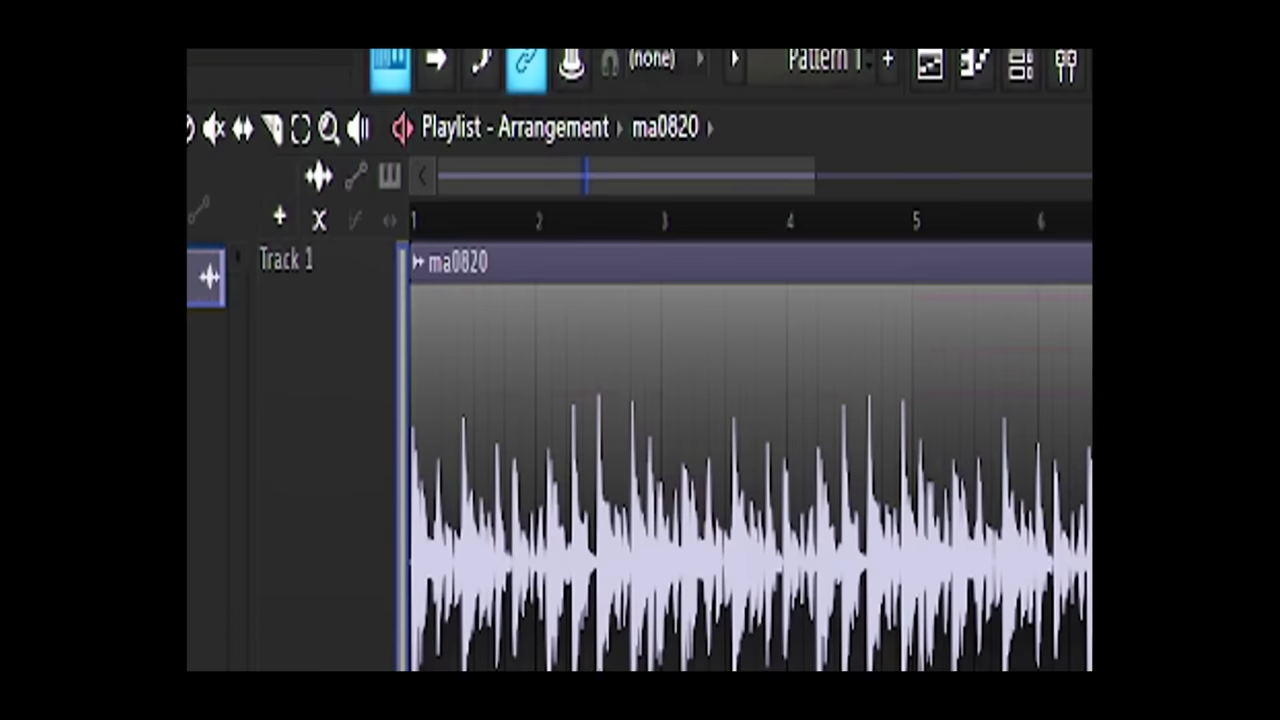 (none) Pattern 1 +
Playlist - Arrangement › ma0820 ›
1 2 3 4 5 6
Track 1
ma0820